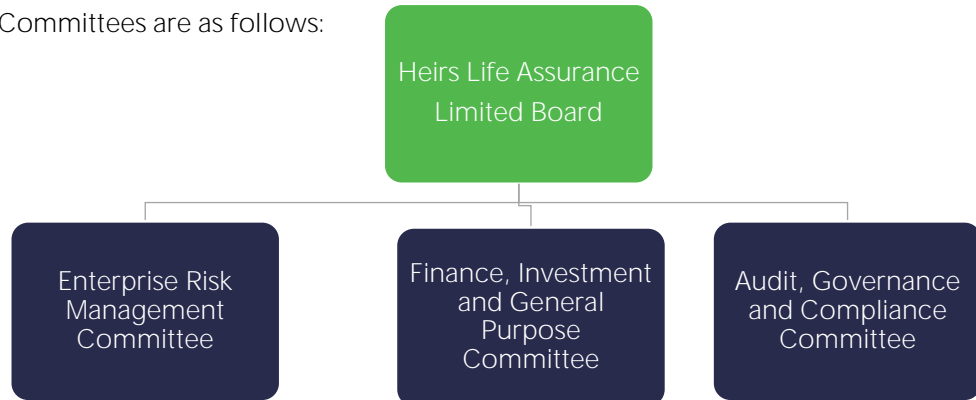 Committees are as follows:
Heirs Life Assurance
Limited Board
Enterprise Risk
Management
Committee
Finance, Investment
and General
Purpose
Committee
Audit, Governance
and Compliance
Committee